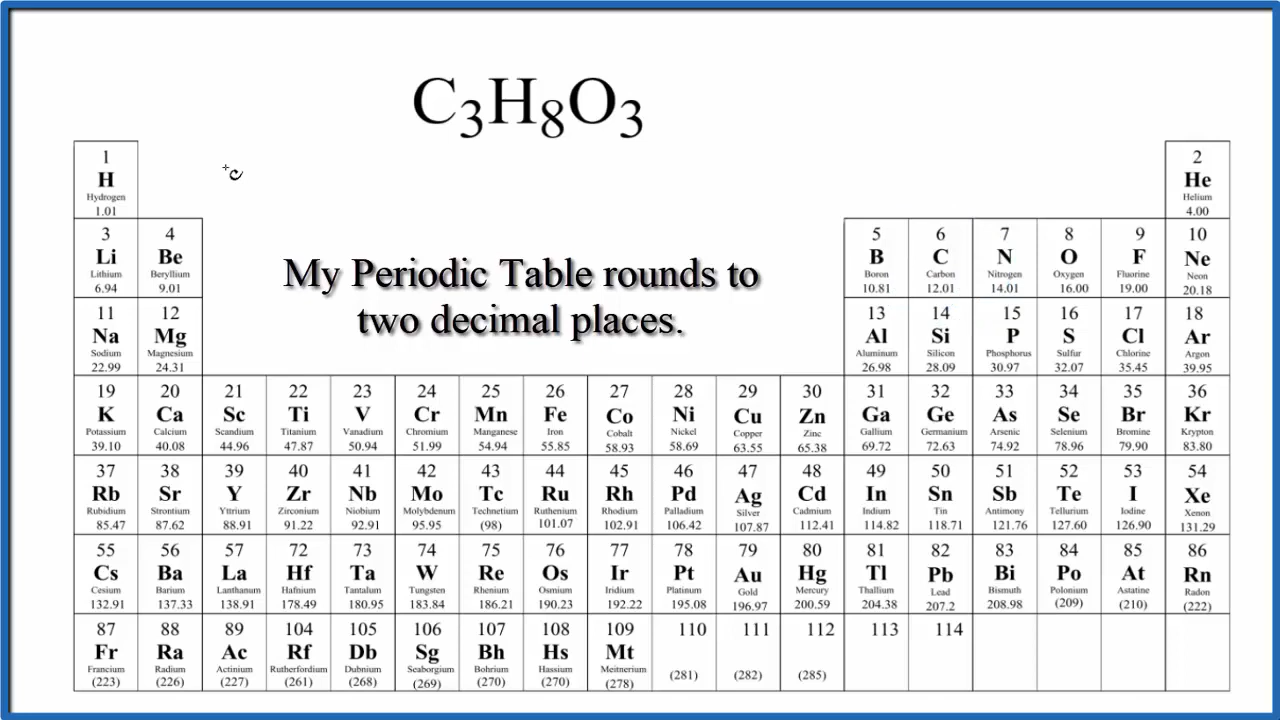 C₃H₈O₃
1 2
H He
Hydrogen Helium
1.01 4.00
3 4 5 6 7 8 9 10
Li Be B C N O F Ne
Lithium Beryllium Boron Carbon Nitrogen Oxygen Fluorine Neon
6.94 9.01 10.81 12.01 14.01 16.00 19.00 20.18
My Periodic Table rounds to
two decimal places.
11 12 13 14 15 16 17 18
Na Mg Al Si P S Cl Ar
Sodium Magnesium Aluminum Silicon Phosphorus Sulfur Chlorine Argon
22.99 24.31 26.98 28.09 30.97 32.07 35.45 39.95
19 20 21 22 23 24 25 26 27 28 29 30 31 32 33 34 35 36
K Ca Sc Ti V Cr Mn Fe Co Ni Cu Zn Ga Ge As Se Br Kr
Potassium Calcium Scandium Titanium Vanadium Chromium Manganese Iron Cobalt Nickel Copper Zinc Gallium Germanium Arsenic Selenium Bromine Krypton
39.10 40.08 44.96 47.87 50.94 51.99 54.94 55.85 58.93 58.69 63.55 65.38 69.72 72.63 74.92 78.96 79.90 83.80
37 38 39 40 41 42 43 44 45 46 47 48 49 50 51 52 53 54
Rb Sr Y Zr Nb Mo Tc Ru Rh Pd Ag Cd In Sn Sb Te I Xe
Rubidium Strontium Yttrium Zirconium Niobium Molybdenum Technetium Ruthenium Rhodium Palladium Silver Cadmium Indium Tin Antimony Tellurium Iodine Xenon
85.47 87.62 88.91 91.22 92.91 95.95 (98) 101.07 102.91 106.42 107.87 112.41 114.82 118.71 121.76 127.60 126.90 131.29
55 56 57 72 73 74 75 76 77 78 79 80 81 82 83 84 85 86
Cs Ba La Hf Ta W Re Os Ir Pt Au Hg Tl Pb Bi Po At Rn
Cesium Barium Lanthanum Hafnium Tantalum Tungsten Rhenium Osmium Iridium Platinum Gold Mercury Thallium Lead Bismuth Polonium Astatine Radon
132.91 137.33 138.91 178.49 180.95 183.84 186.21 190.23 192.22 195.08 196.97 200.59 204.38 207.2 208.98 (209) (210) (222)
87 88 89 104 105 106 107 108 109 110 111 112 113 114
Fr Ra Ac Rf Db Sg Bh Hs Mt
Francium Radium Actinium Rutherfordium Dubnium Seaborgium Bohrium Hassium Meitnerium
(223) (226) (227) (261) (268) (269) (270) (270) (278) (281) (282) (285)